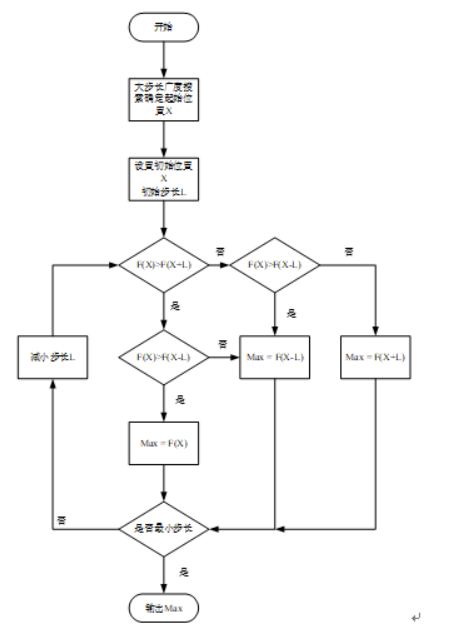 开始
大步长广度搜
索确定起始位
置X
设置初始位置
X
初始步长L
F(X)>F(X+L)
否
F(X)>F(X-L)
否
是
是
减小步长L
F(X)>F(X-L)
否
Max = F(X-L)
Max = F(X+L)
是
Max = F(X)
否
是否最小步长
是
输出Max